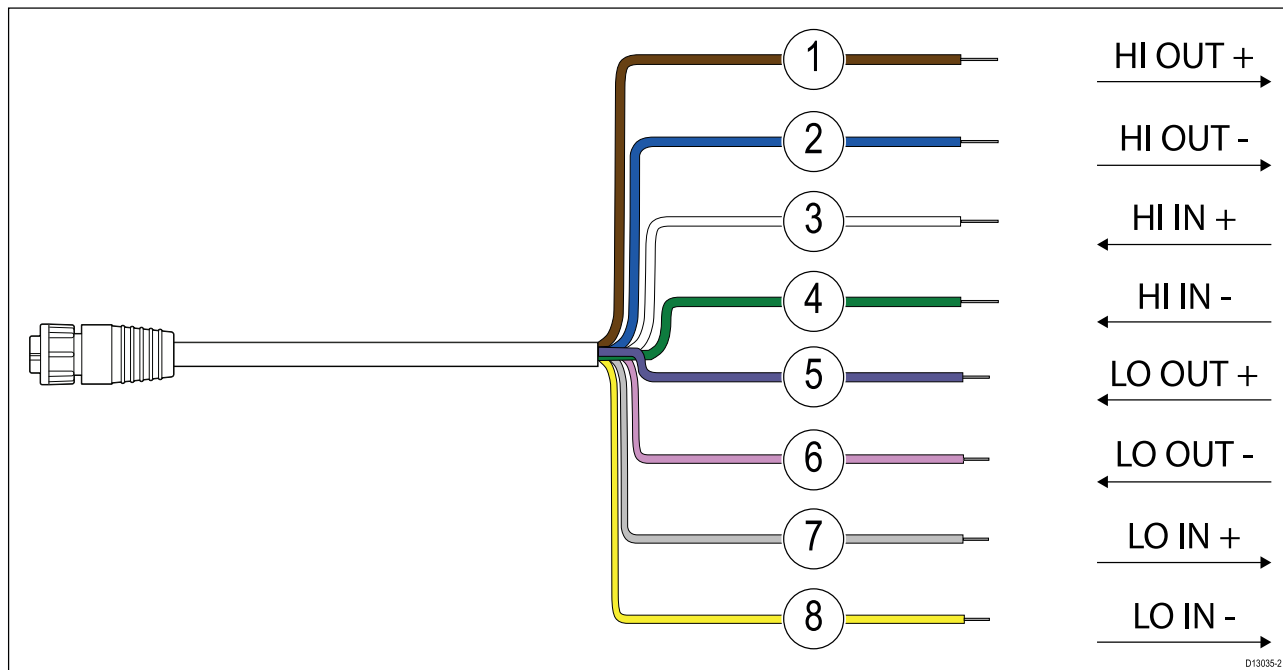 1 HI OUT +
2 HI OUT -
3 HI IN +
4 HI IN -
5 LO OUT +
6 LO OUT -
7 LO IN +
8 LO IN -
D13035-2